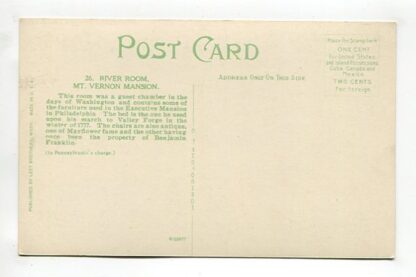 POST CARD
26. RIVER ROOM,
MT. VERNON MANSION.
This room was a guest chamber in the
days of Washington and contains some of
the furniture used in the Executive Mansion
in Philadelphia. The bed is the one he used
upon his march to Valley Forge in the
winter of 1777. The chairs are also antique,
one of Mayflower fame and the other having
once been the property of Benjamin
Franklin.
(In Pennsylvania's charge.)
ADDRESS ONLY ON THIS SIDE
Place the Stamp here
ONE CENT
For United States
and Island Possessions
Cuba, Canada and
Mexico
TWO CENTS
For Foreign